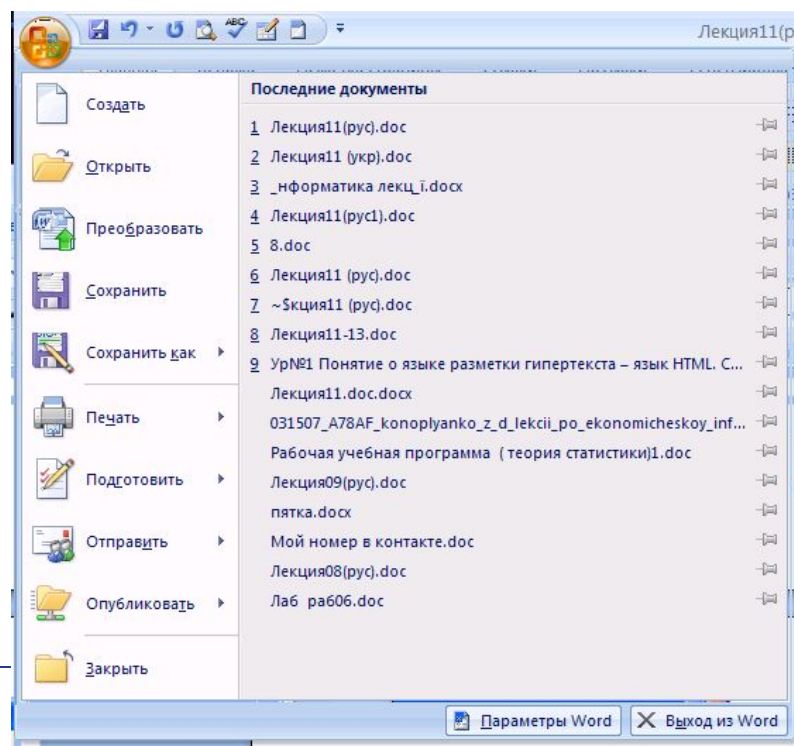 ABC
Лекция11(р
Создать
Открыть
Преобразовать
Сохранить
Сохранить как
Печать
Подготовить
Отправить
Опубликовать
Закрыть
Последние документы
1 Лекция11(рус).doc
2 Лекция11 (укр).doc
3 _нформатика лекц_ї.docx
4 Лекция11(рус1).doc
5 8.doc
6 Лекция11 (рус).doc
7 ~$кция11 (рус).doc
8 Лекция11-13.doc
9 Ур№1 Понятие о языке разметки гипертекста – язык HTML. С...
Лекция11.doc.docx
031507_A78AF_konoplyanko_z_d_lekcii_po_ekonomicheskoy_inf...
Рабочая учебная программа ( теория статистики)1.doc
Лекция09(рус).doc
пятка.docx
Мой номер в контакте.doc
Лекция08(рус).doc
Лаб ра606.doc
Параметры Word
Выход из Word